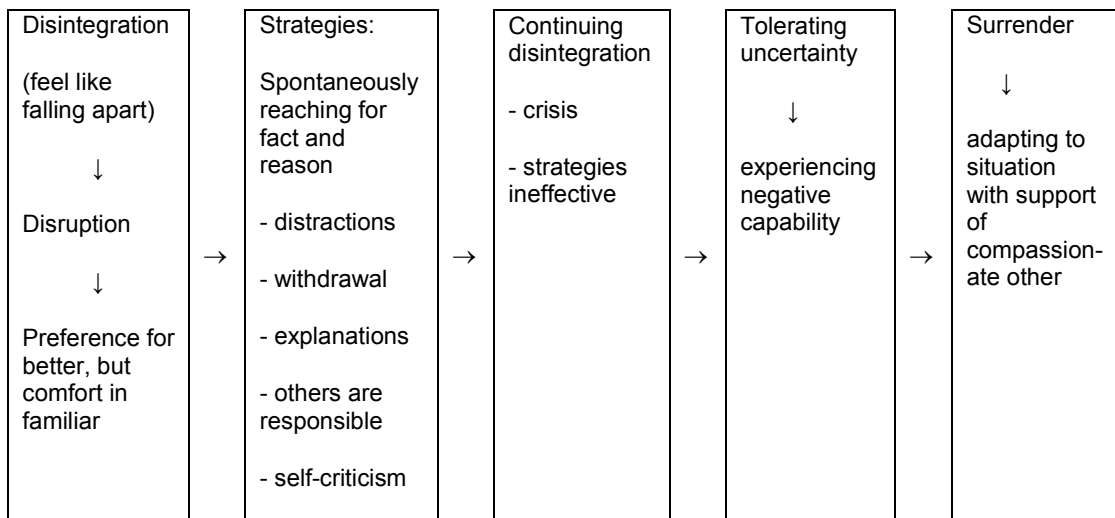 Disintegration
(feel like
falling apart)
↓
Disruption
↓
Preference for
better, but
comfort in
familiar
→
Strategies:
Spontaneously
reaching for
fact and
reason
- distractions
- withdrawal
- explanations
- others are
responsible
- self-criticism
→
Continuing
disintegration
- crisis
- strategies
ineffective
→
Tolerating
uncertainty
↓
experiencing
negative
capability
→
Surrender
↓
adapting to
situation
with support
of
compassion-
ate other